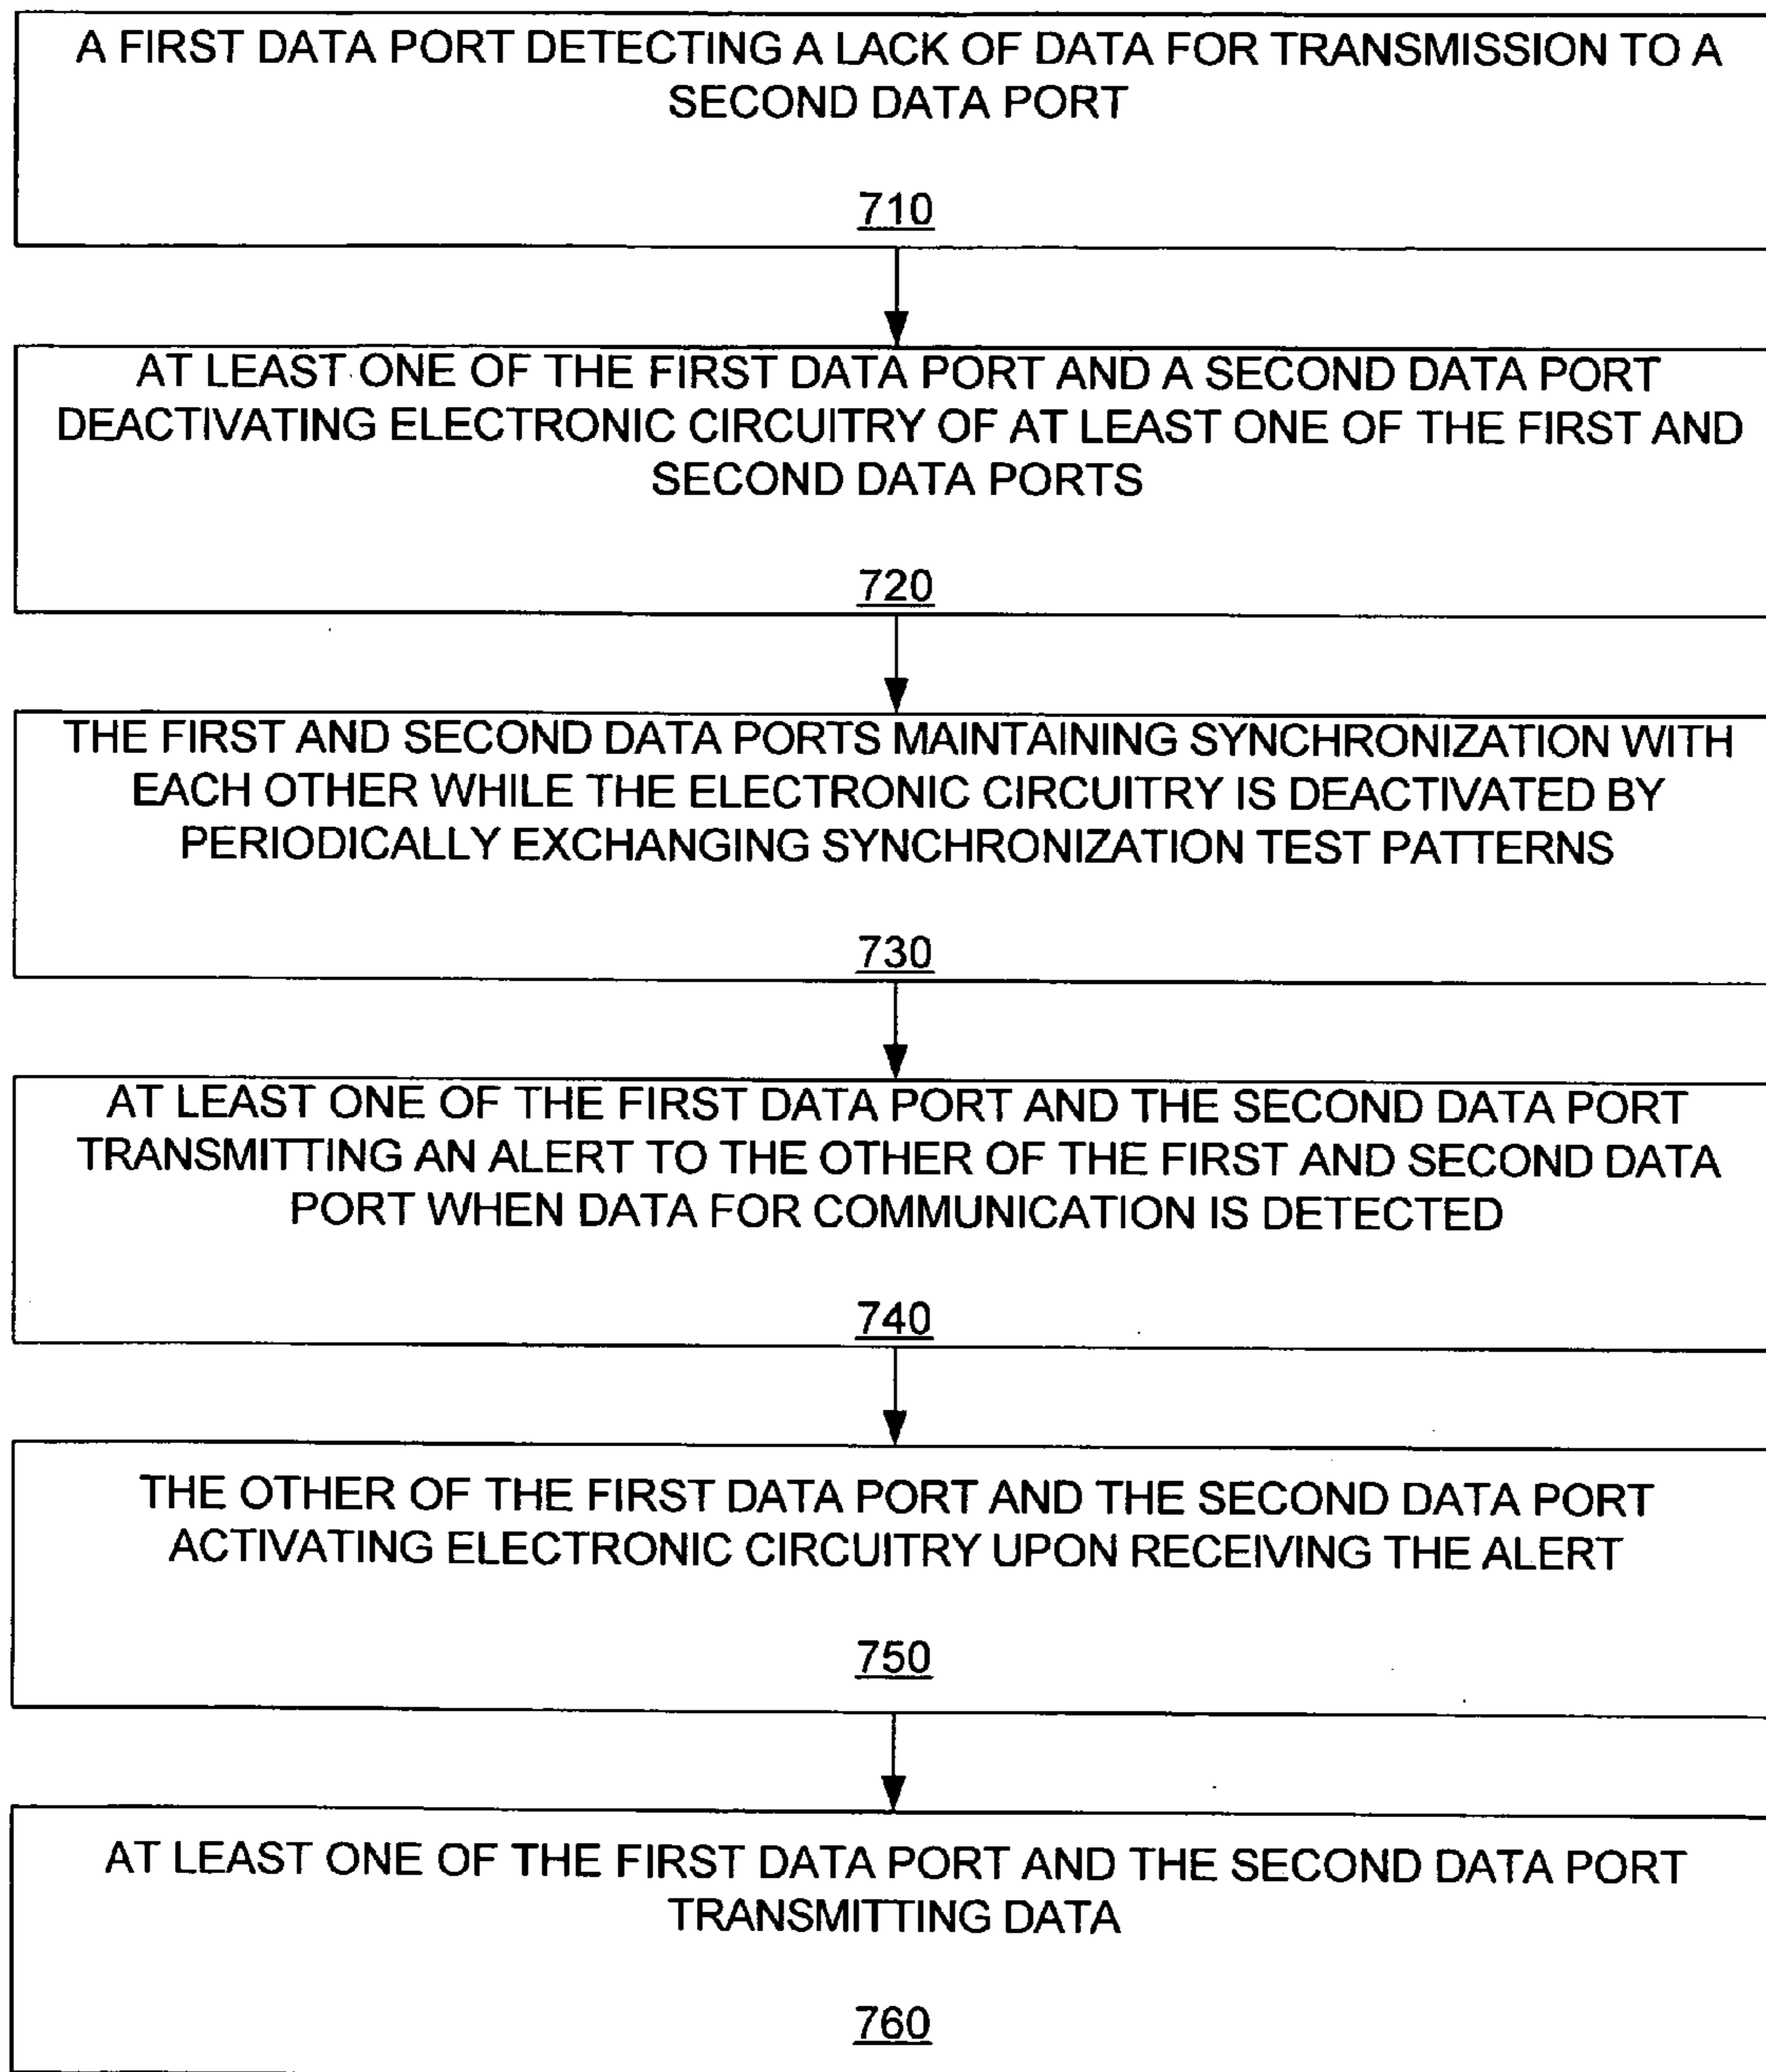 A FIRST DATA PORT DETECTING A LACK OF DATA FOR TRANSMISSION TO A
SECOND DATA PORT
710
AT LEAST ONE OF THE FIRST DATA PORT AND A SECOND DATA PORT
DEACTIVATING ELECTRONIC CIRCUITRY OF AT LEAST ONE OF THE FIRST AND
SECOND DATA PORTS
720
THE FIRST AND SECOND DATA PORTS MAINTAINING SYNCHRONIZATION WITH
EACH OTHER WHILE THE ELECTRONIC CIRCUITRY IS DEACTIVATED BY
PERIODICALLY EXCHANGING SYNCHRONIZATION TEST PATTERNS
730
AT LEAST ONE OF THE FIRST DATA PORT AND THE SECOND DATA PORT
TRANSMITTING AN ALERT TO THE OTHER OF THE FIRST AND SECOND DATA
PORT WHEN DATA FOR COMMUNICATION IS DETECTED
740
THE OTHER OF THE FIRST DATA PORT AND THE SECOND DATA PORT
ACTIVATING ELECTRONIC CIRCUITRY UPON RECEIVING THE ALERT
750
AT LEAST ONE OF THE FIRST DATA PORT AND THE SECOND DATA PORT
TRANSMITTING DATA
760